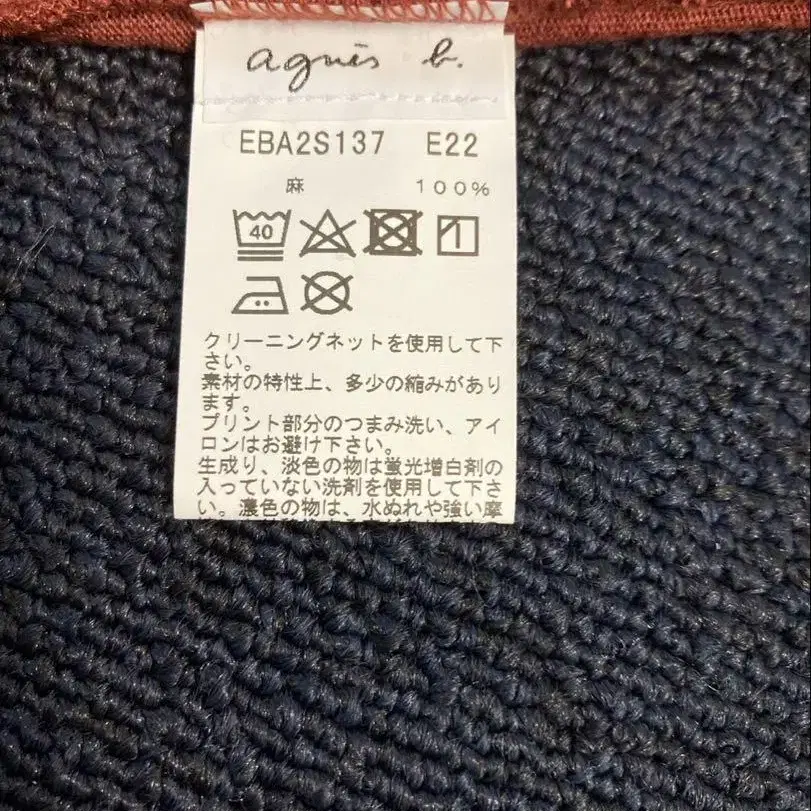 agnès b.
EBA2S137 E22
麻 100%
40
クリーニングネットを使用して下
さい。
素材の特性上、多少の縮みがあり
ます。
プリント部分のつまみ洗い、アイ
ロンはお避け下さい。
生成り、淡色の物は蛍光増白剤の
入っていない洗剤を使用して下さ
い。濃色の物は、水ぬれや強い摩